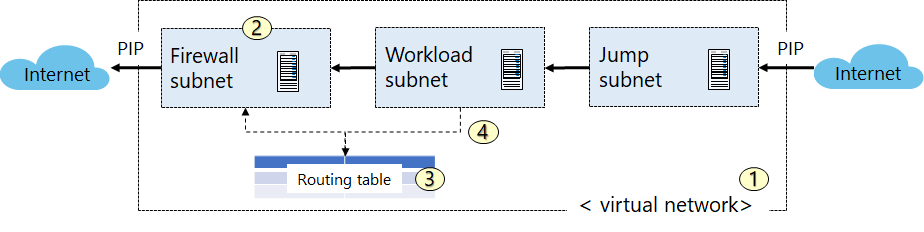 2
PIP
Firewall
subnet
Workload
subnet
Jump
subnet
PIP
Internet
Internet
4
Routing table
3
1
< virtual network>